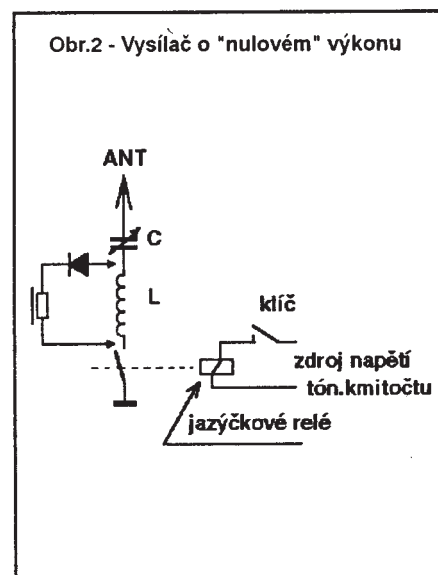 Obr.2 - Vysílač o "nulovém" výkonu
ANT
C
L
klíč
zdroj napětí
tón.kmitočtu
jazýčkové relé